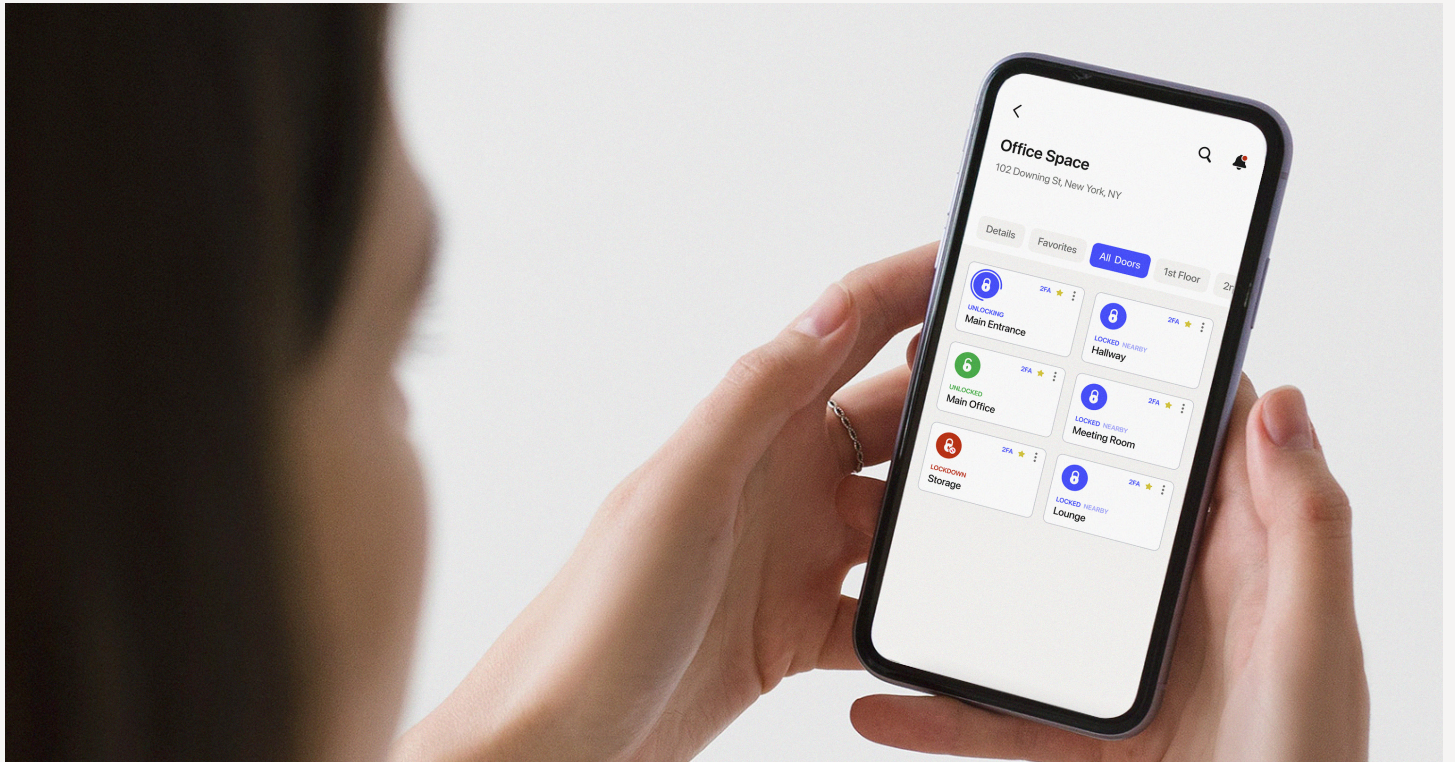 Office Space
102 Downing St, New York, NY
Details Favorites All Doors 1st Floor 2r
2FA
UNLOCKING
Main Entrance
2FA
LOCKED NEARBY
Hallway
2FA
UNLOCKED
Main Office
2FA
LOCKED NEARBY
Meeting Room
2FA
LOCKDOWN
Storage
2FA
LOCKED NEARBY
Lounge